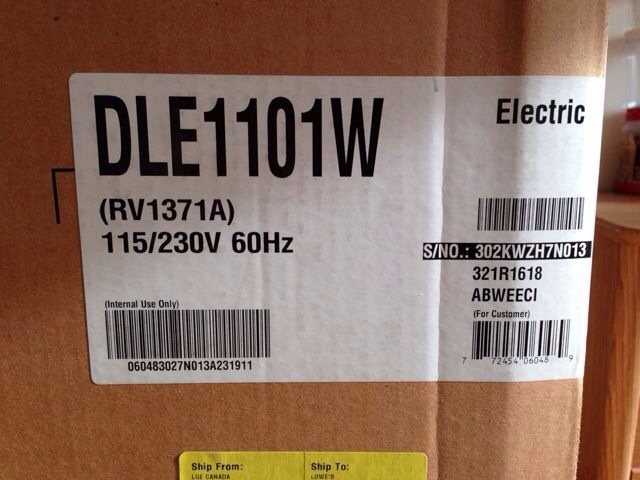 DLE1101W
Electric
(RV1371A)
115/230V 60Hz
S/NO.: 302KWZH7N013
321R1618
ABWEECI
(For Customer)
7 72454 06048 9
(Internal Use Only)
060483027N013A231911
Ship From:
LGE CANADA
Ship To:
LOWE'S